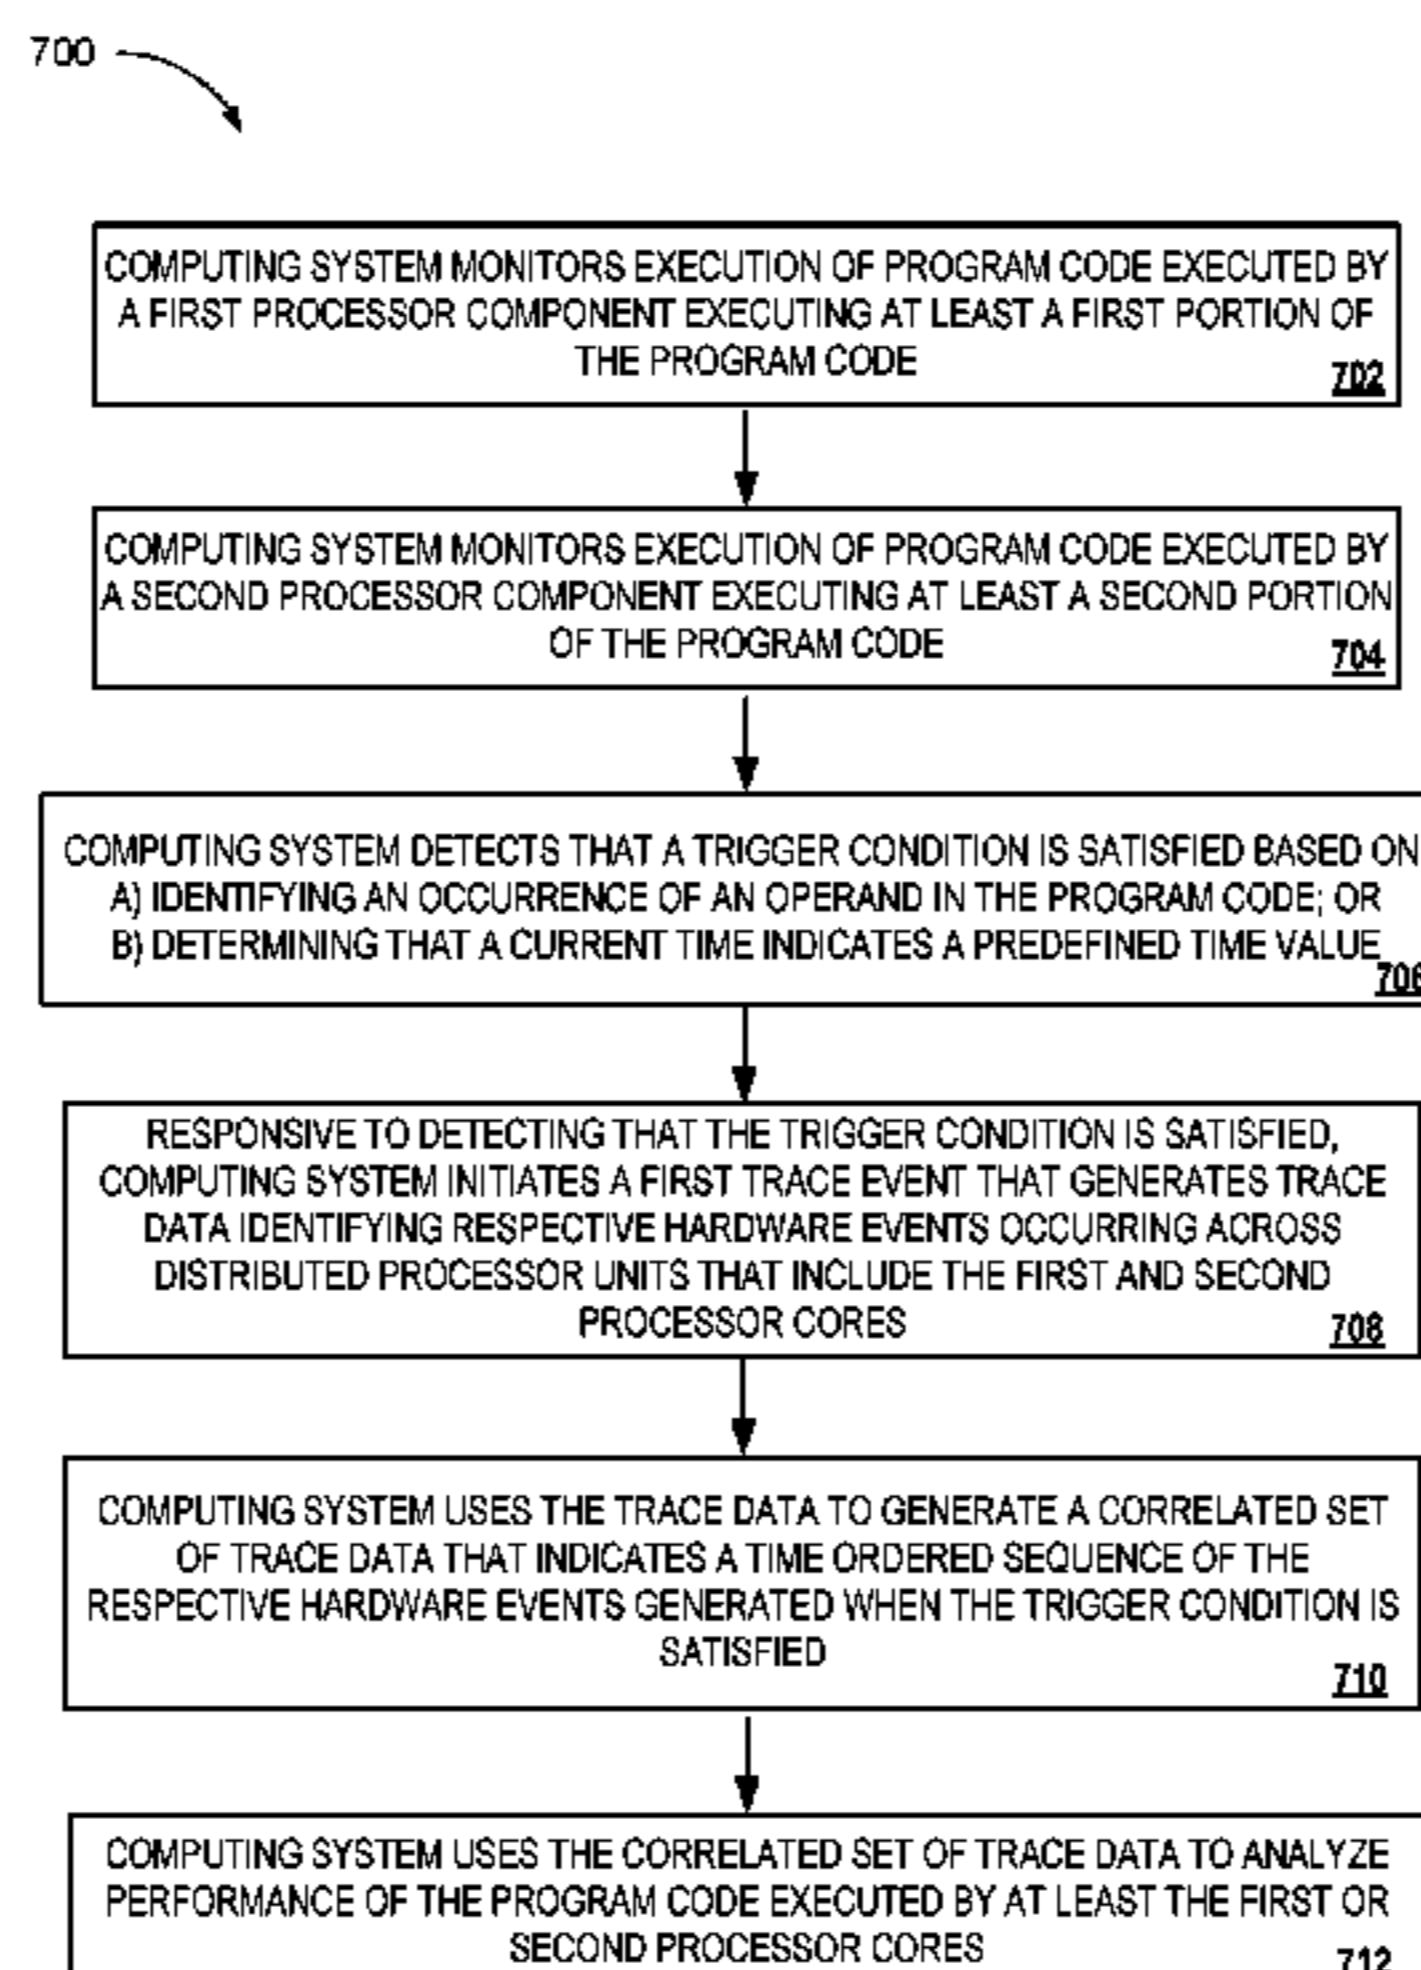 700
COMPUTING SYSTEM MONITORS EXECUTION OF PROGRAM CODE EXECUTED BY
A FIRST PROCESSOR COMPONENT EXECUTING AT LEAST A FIRST PORTION OF
THE PROGRAM CODE
702
COMPUTING SYSTEM MONITORS EXECUTION OF PROGRAM CODE EXECUTED BY
A SECOND PROCESSOR COMPONENT EXECUTING AT LEAST A SECOND PORTION
OF THE PROGRAM CODE
704
COMPUTING SYSTEM DETECTS THAT A TRIGGER CONDITION IS SATISFIED BASED ON
A) IDENTIFYING AN OCCURRENCE OF AN OPERAND IN THE PROGRAM CODE; OR
B) DETERMINING THAT A CURRENT TIME INDICATES A PREDEFINED TIME VALUE
706
RESPONSIVE TO DETECTING THAT THE TRIGGER CONDITION IS SATISFIED,
COMPUTING SYSTEM INITIATES A FIRST TRACE EVENT THAT GENERATES TRACE
DATA IDENTIFYING RESPECTIVE HARDWARE EVENTS OCCURRING ACROSS
DISTRIBUTED PROCESSOR UNITS THAT INCLUDE THE FIRST AND SECOND
PROCESSOR CORES
708
COMPUTING SYSTEM USES THE TRACE DATA TO GENERATE A CORRELATED SET
OF TRACE DATA THAT INDICATES A TIME ORDERED SEQUENCE OF THE
RESPECTIVE HARDWARE EVENTS GENERATED WHEN THE TRIGGER CONDITION IS
SATISFIED
710
COMPUTING SYSTEM USES THE CORRELATED SET OF TRACE DATA TO ANALYZE
PERFORMANCE OF THE PROGRAM CODE EXECUTED BY AT LEAST THE FIRST OR
SECOND PROCESSOR CORES
712